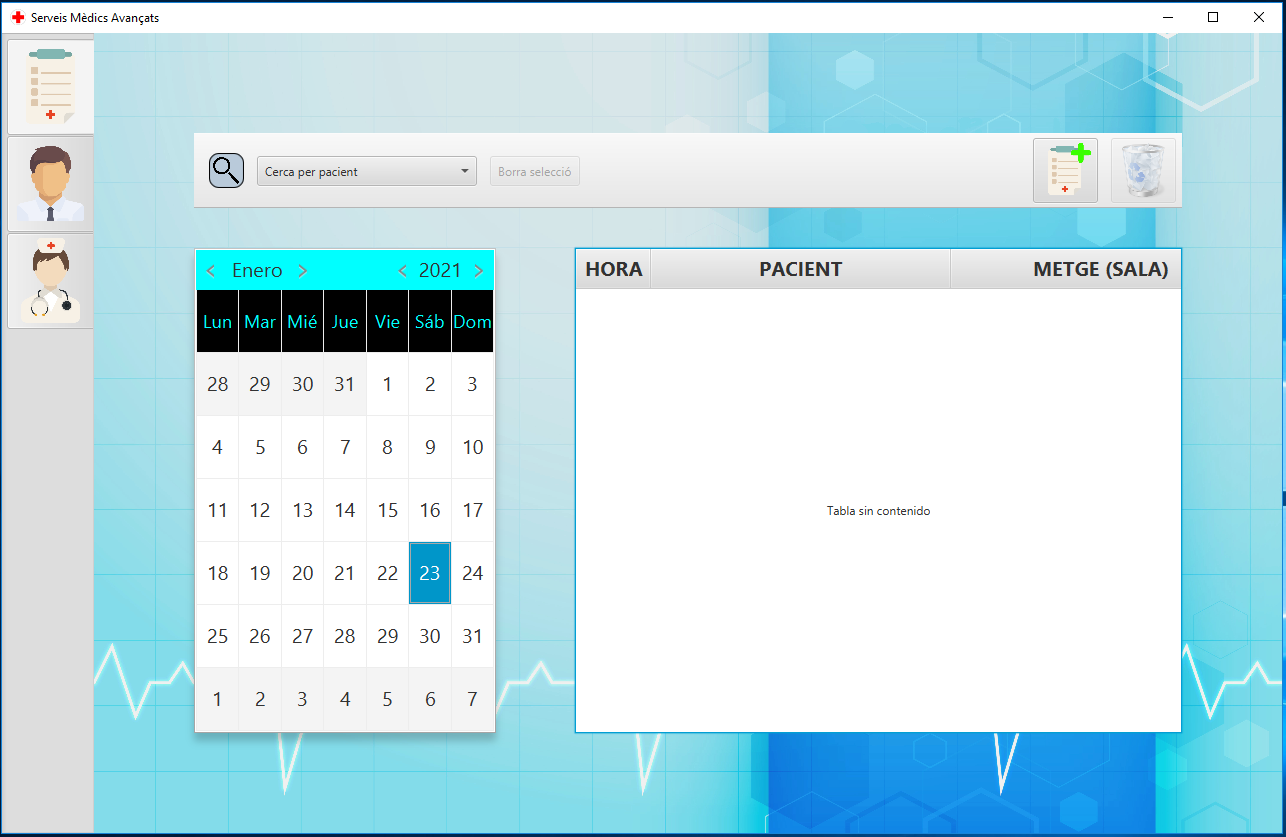 Serveis Mèdics Avançats
Cerca per pacient
Borra selecció
< Enero > < 2021 >
Lun Mar Mié Jue Vie Sáb Dom
28 29 30 31 1 2 3
4 5 6 7 8 9 10
11 12 13 14 15 16 17
18 19 20 21 22 23 24
25 26 27 28 29 30 31
1 2 3 4 5 6 7
HORA PACIENT METGE (SALA)
Tabla sin contenido